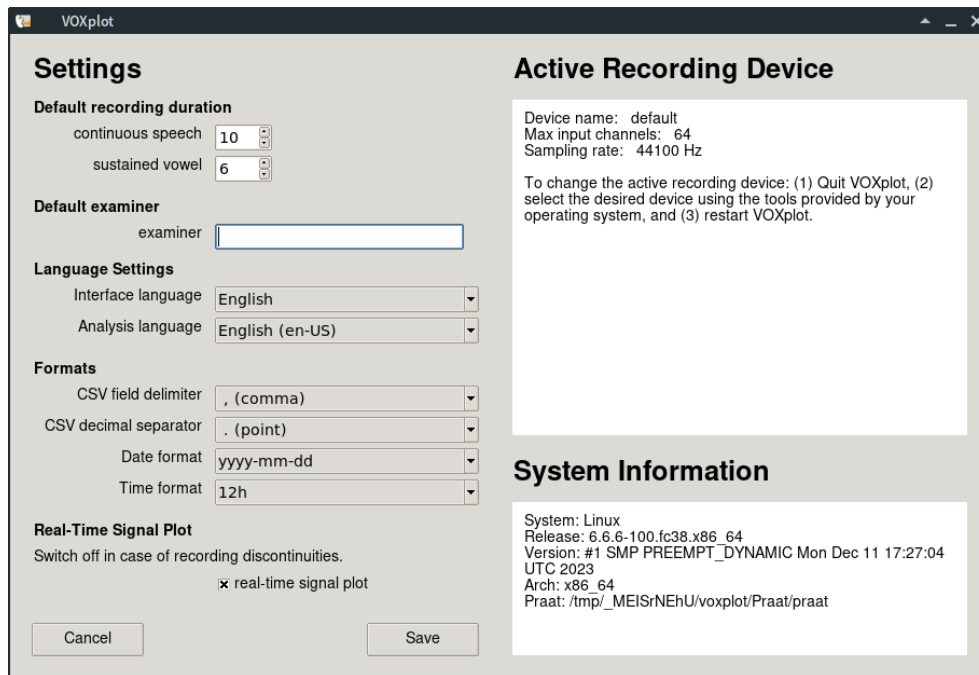 VOXplot
Settings
Default recording duration
continuous speech 10
sustained vowel 6
Default examiner
examiner
Language Settings
Interface language English
Analysis language English (en-US)
Formats
CSV field delimiter , (comma)
CSV decimal separator . (point)
Date format yyyy-mm-dd
Time format 12h
Real-Time Signal Plot
Switch off in case of recording discontinuities.
real-time signal plot
Cancel Save
Active Recording Device
Device name: default
Max input channels: 64
Sampling rate: 44100 Hz
To change the active recording device: (1) Quit VOXplot, (2)
select the desired device using the tools provided by your
operating system, and (3) restart VOXplot.
System Information
System: Linux
Release: 6.6.6-100.fc38.x86_64
Version: #1 SMP PREEMPT_DYNAMIC Mon Dec 11 17:27:04
UTC 2023
Arch: x86_64
Praat: /tmp/_MEISrNEhU/voxplot/Praat/praat